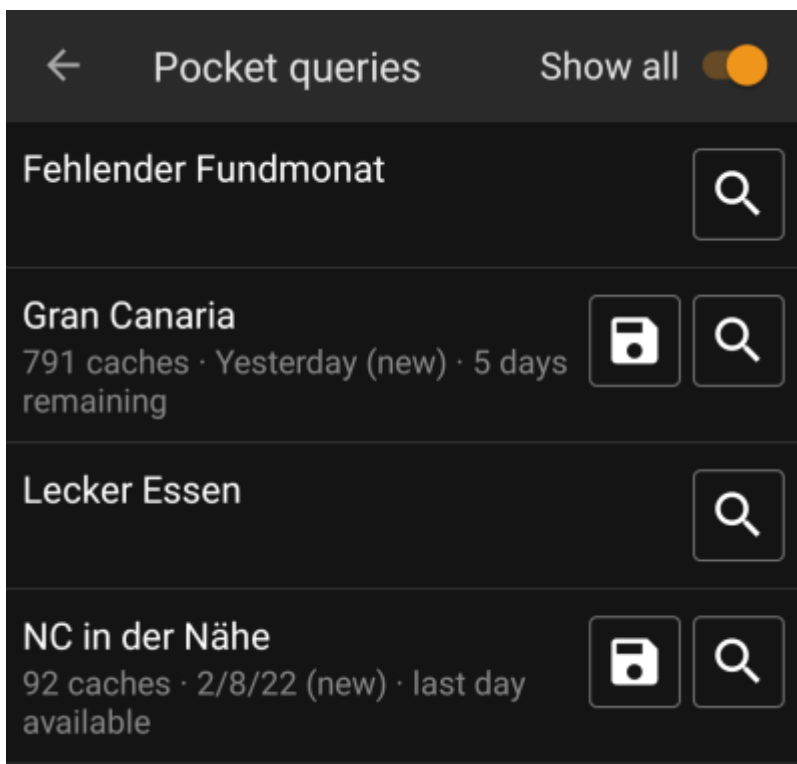 Pocket queries Show all
Fehlender Fundmonat
Gran Canaria
791 caches · Yesterday (new) · 5 days
remaining
Lecker Essen
NC in der Nähe
92 caches · 2/8/22 (new) · last day
available